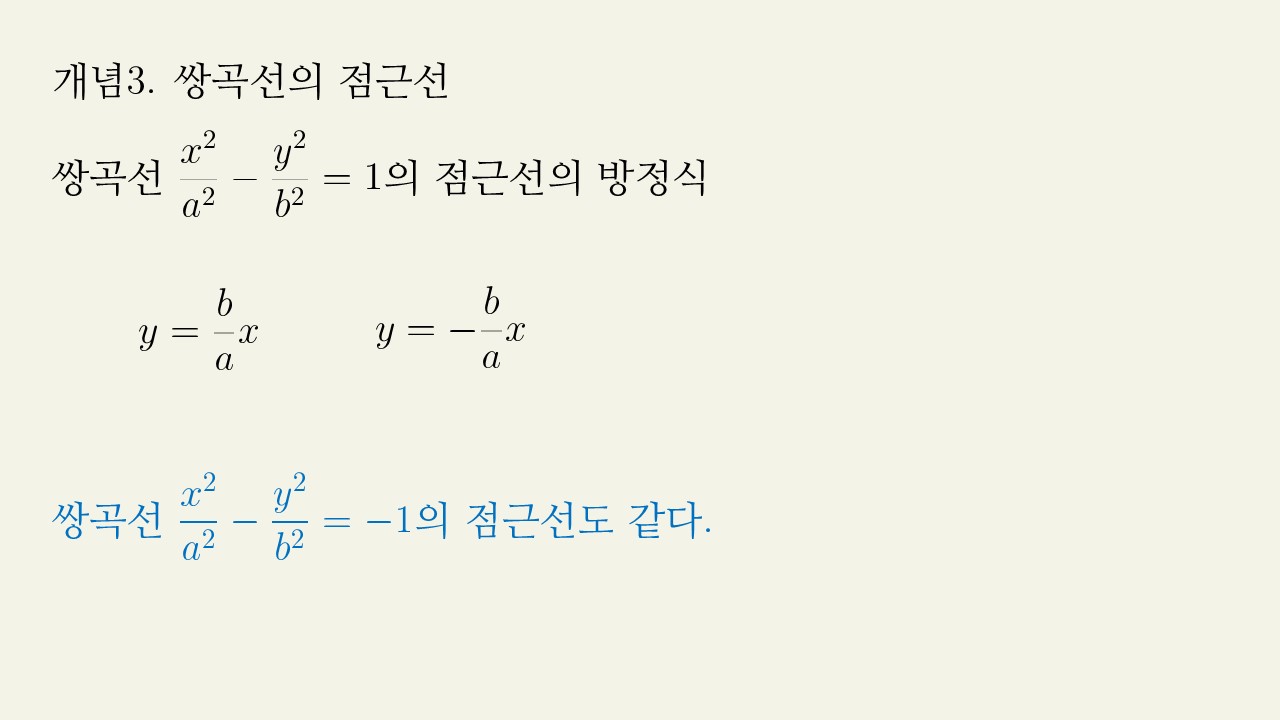 개념3. 쌍곡선의 점근선
쌍곡선 $\frac{x^2}{a^2} - \frac{y^2}{b^2} = 1$의 점근선의 방정식
$y = \frac{b}{a}x$ $y = -\frac{b}{a}x$
쌍곡선 $\frac{x^2}{a^2} - \frac{y^2}{b^2} = -1$의 점근선도 같다.